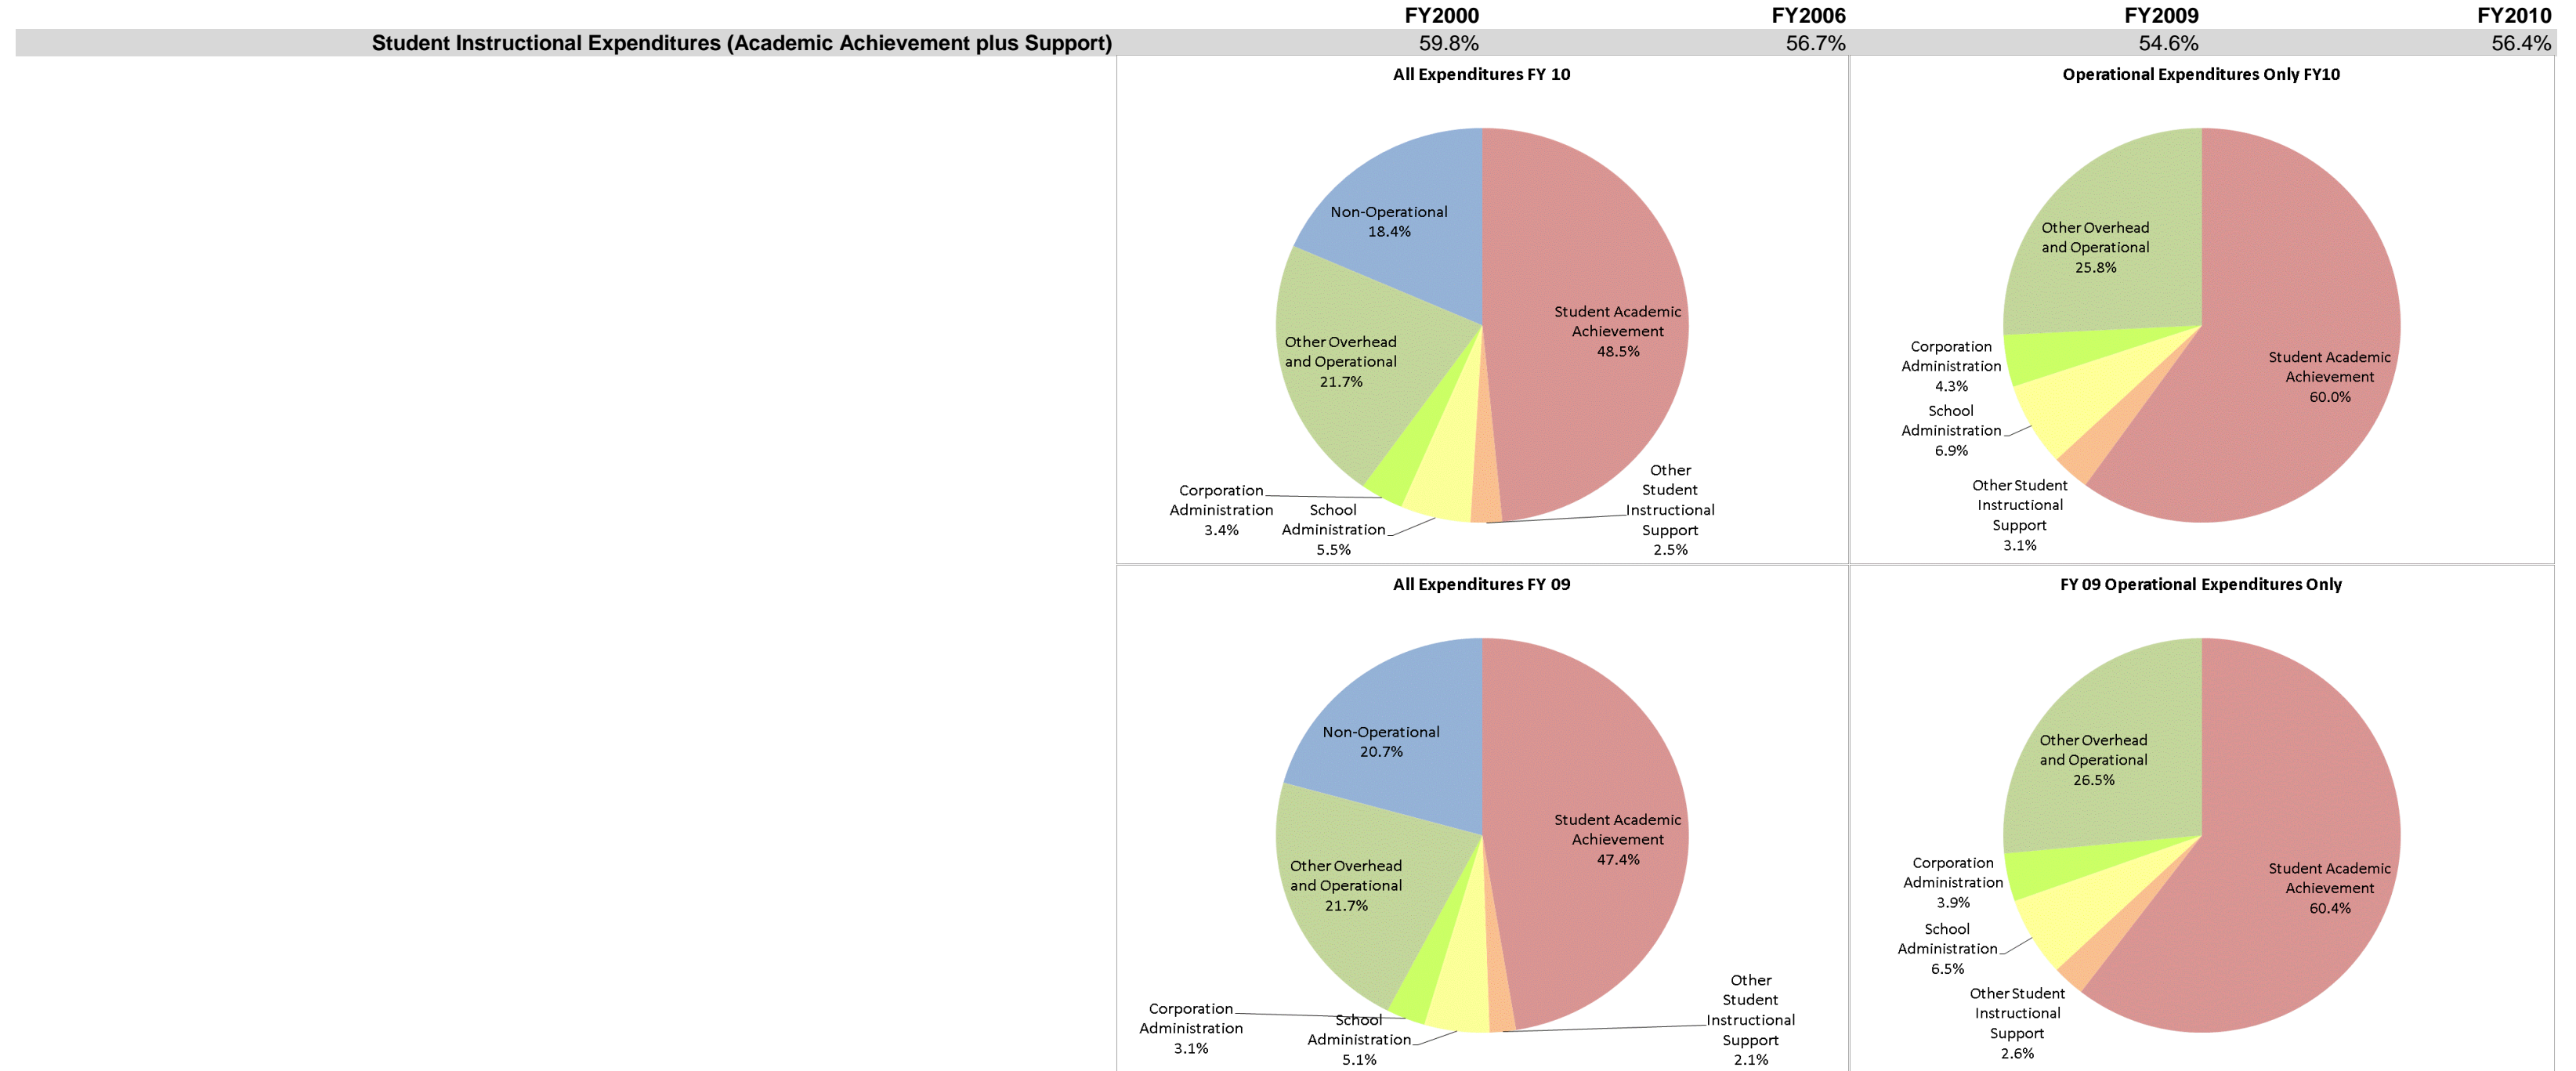 FY2000 FY2006 FY2009 FY2010
Student Instructional Expenditures (Academic Achievement plus Support) 59.8% 56.7% 54.6% 56.4%
All Expenditures FY 10
Non-Operational
18.4%
Student Academic
Achievement
48.5%
Other Overhead
and Operational
21.7%
Corporation
Administration
3.4%
School
Administration
5.5%
Other
Student
Instructional
Support
2.5%
Operational Expenditures Only FY10
Other Overhead
and Operational
25.8%
Corporation
Administration
4.3%
Student Academic
Achievement
60.0%
School
Administration
6.9%
Other Student
Instructional
Support
3.1%
All Expenditures FY 09
Non-Operational
20.7%
Student Academic
Achievement
47.4%
Other Overhead
and Operational
21.7%
Corporation
Administration
3.1%
School
Administration
5.1%
Other
Student
Instructional
Support
2.1%
FY 09 Operational Expenditures Only
Other Overhead
and Operational
26.5%
Corporation
Administration
3.9%
Student Academic
Achievement
60.4%
School
Administration
6.5%
Other Student
Instructional
Support
2.6%